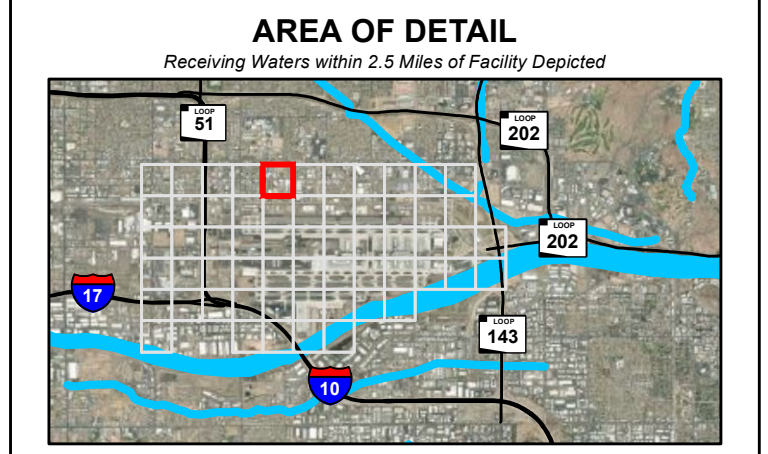 AREA OF DETAIL
Receiving Waters within 2.5 Miles of Facility Depicted
LOOP
51
LOOP
202
LOOP
202
17
LOOP
143
10